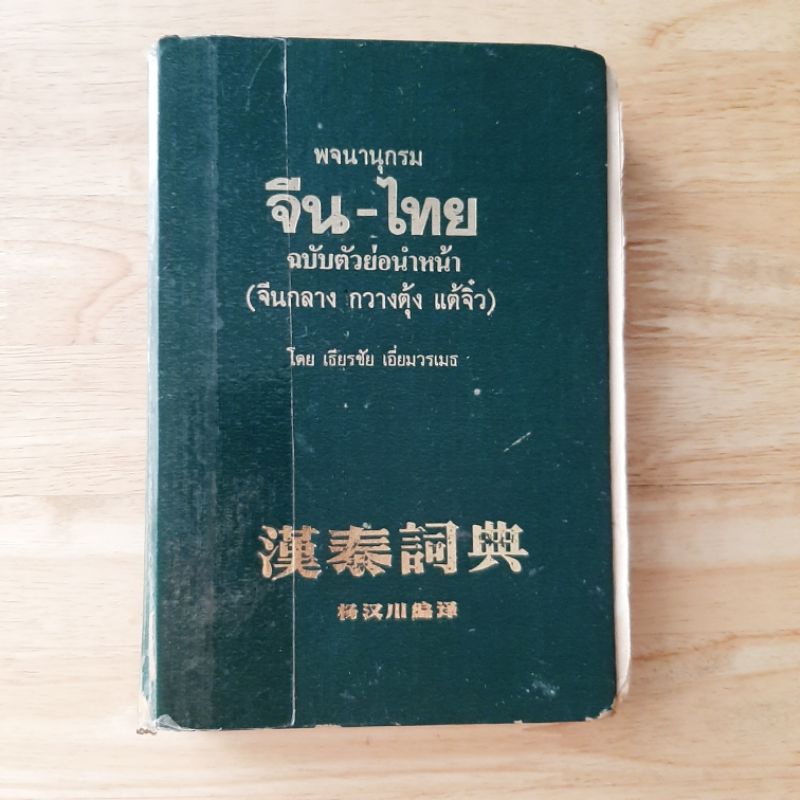 พจนานุกรม
จีน-ไทย
ฉบับตัวย่อนำหน้า
(จีนกลาง กวางตุ้ง แต้จิ๋ว)
โดย เธียรชัย เอี่ยมวรเมธ
漢泰詞典
杨汉川编译